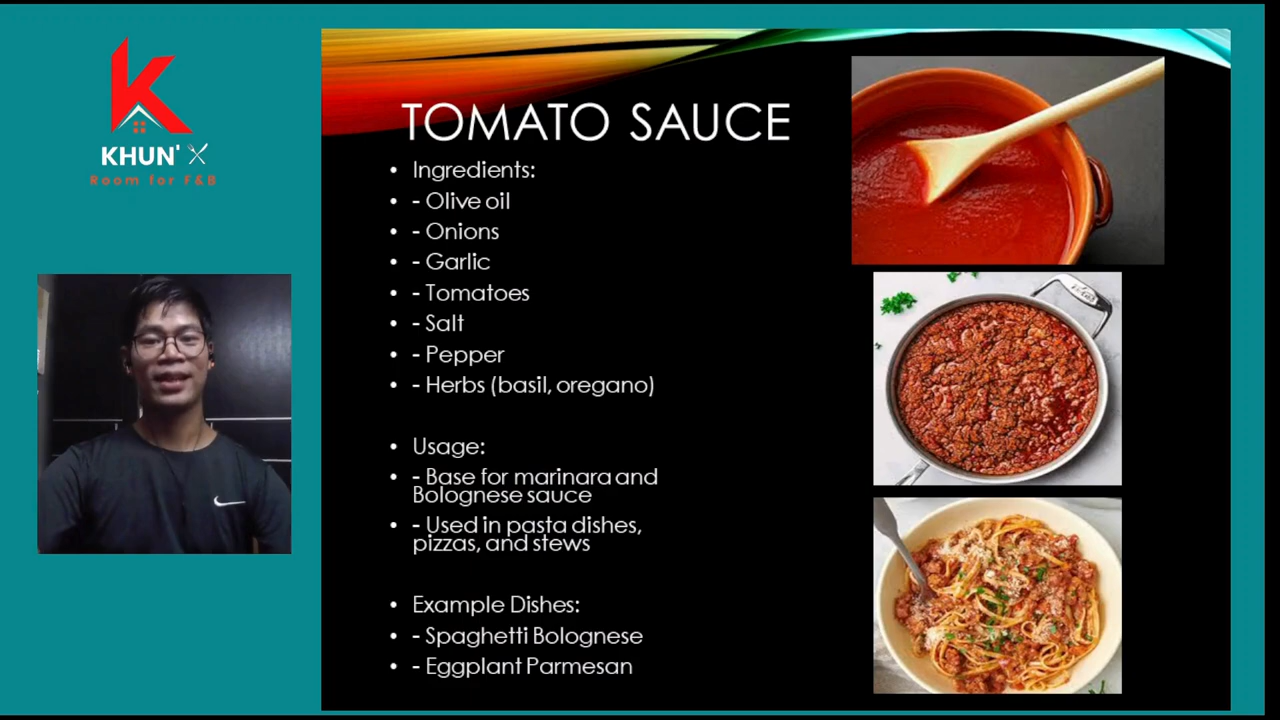 KHUN'
Room for F&B
TOMATO SAUCE
• Ingredients:
• - Olive oil
• - Onions
• - Garlic
• - Tomatoes
• - Salt
• - Pepper
• - Herbs (basil, oregano)
• Usage:
• - Base for marinara and
Bolognese sauce
• - Used in pasta dishes,
pizzas, and stews
• Example Dishes:
• - Spaghetti Bolognese
• - Eggplant Parmesan